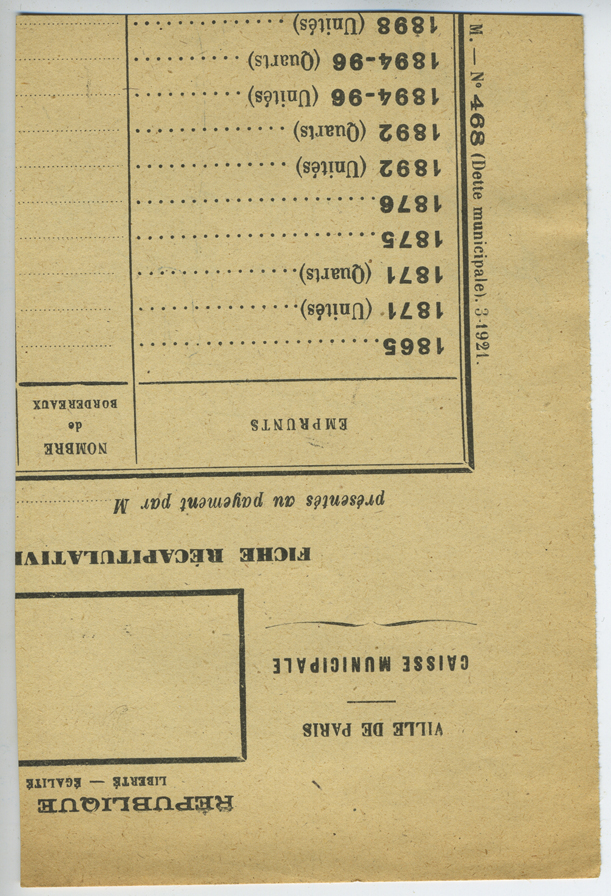 RÉPUBLIQUE
LIBERTÉ — ÉGALITÉ
VILLE DE PARIS
CAISSE MUNICIPALE
FICHE RÉCAPITULATIV
présentés au payement par M
EMPRUNTS
NOMBRE
de
BORDEREAUX
1865
1871 (Unités)
1871 (Quarts)
1875
1876
1892 (Unités)
1892 (Quarts)
1894-96 (Unités)
1894-96 (Quarts)
1898 (Unités)
M. — Nº 468 (Dette municipale). 3-1921.